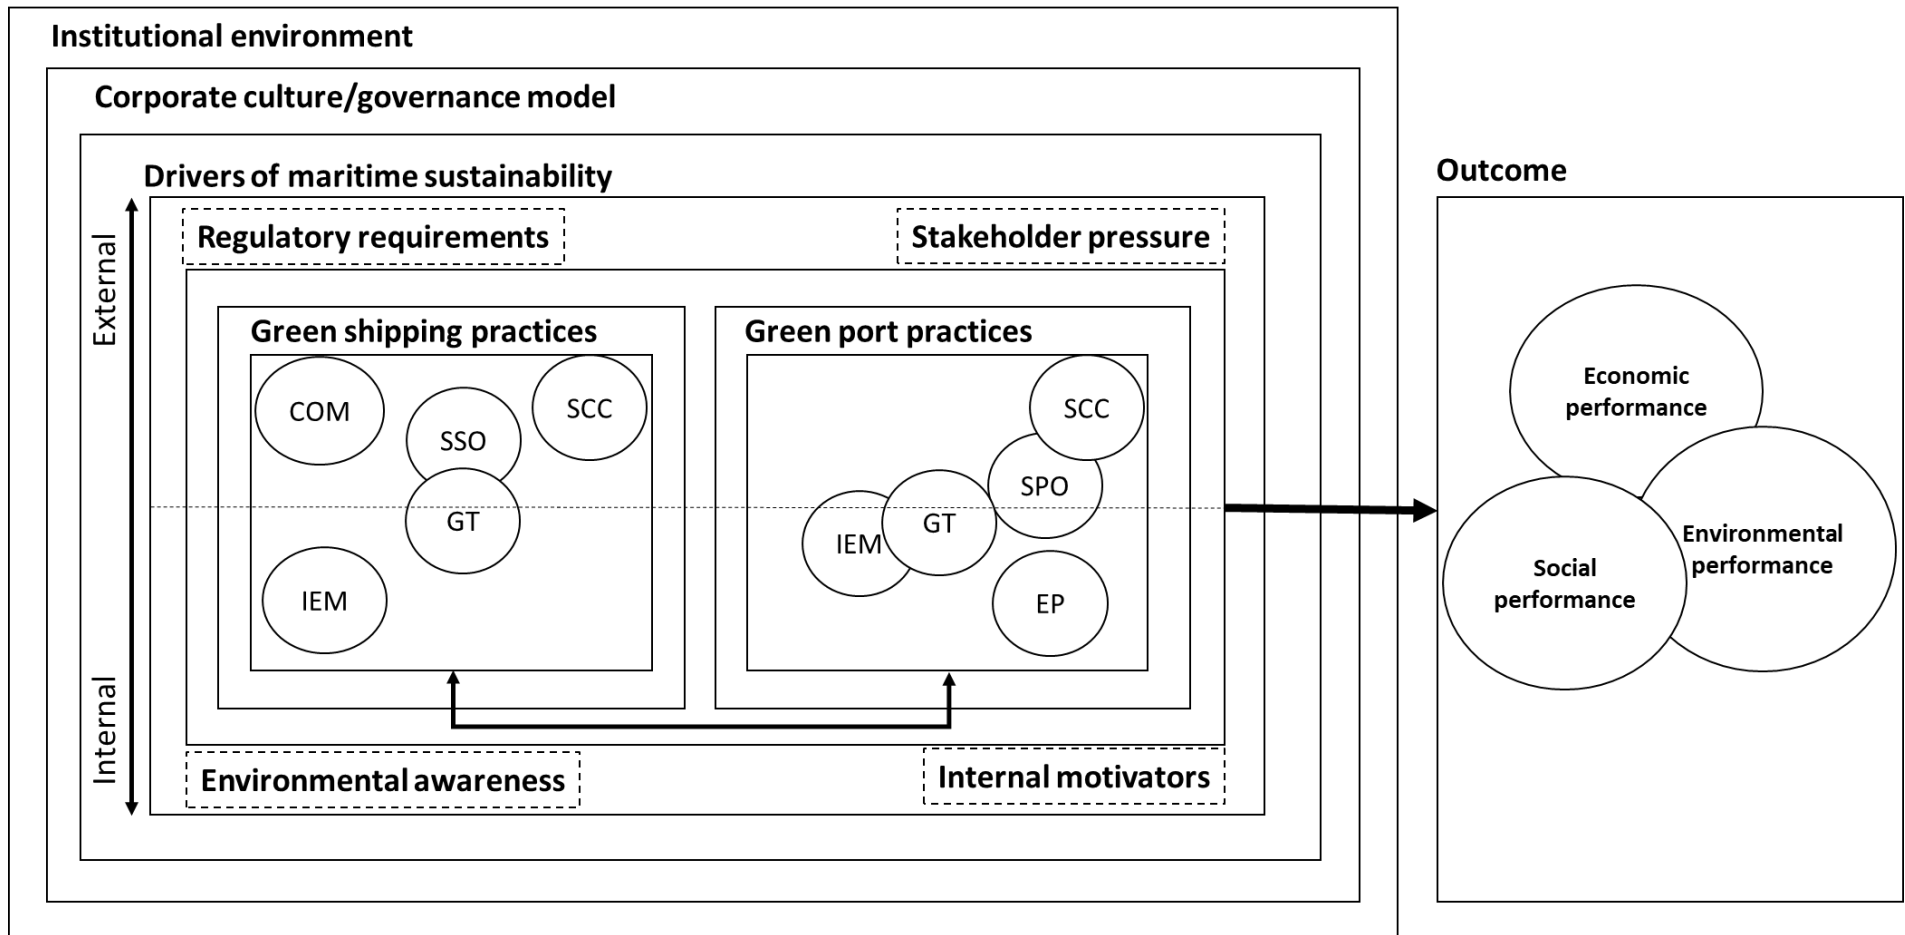 Institutional environment
Corporate culture/governance model
Drivers of maritime sustainability
External
Internal
Regulatory requirements
Stakeholder pressure
Green shipping practices
COM
SSO
SCC
GT
IEM
Green port practices
SCC
SPO
GT
IEM
EP
Environmental awareness
Internal motivators
Outcome
Economic
performance
Environmental
performance
Social
performance